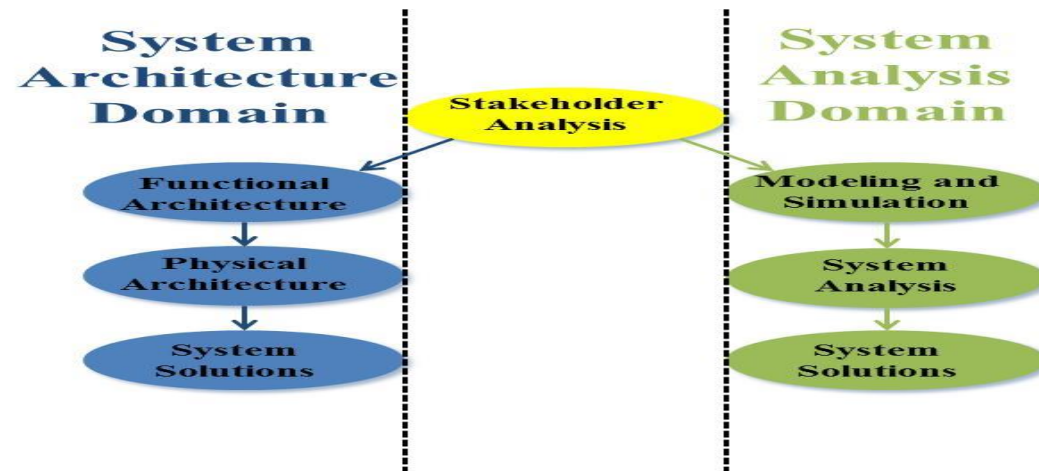 System
Architecture
Domain
Stakeholder
Analysis
System
Analysis
Domain
Functional
Architecture
Physical
Architecture
System
Solutions
Modeling and
Simulation
System
Analysis
System
Solutions